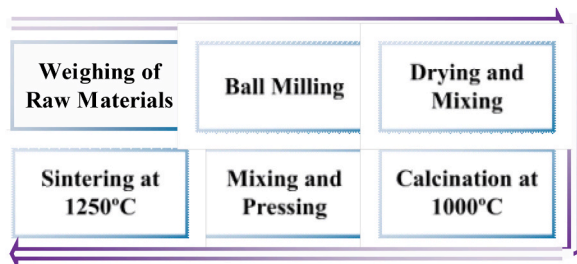 Weighing of
Raw Materials
Ball Milling
Drying and
Mixing
Sintering at
1250ºC
Mixing and
Pressing
Calcination at
1000ºC